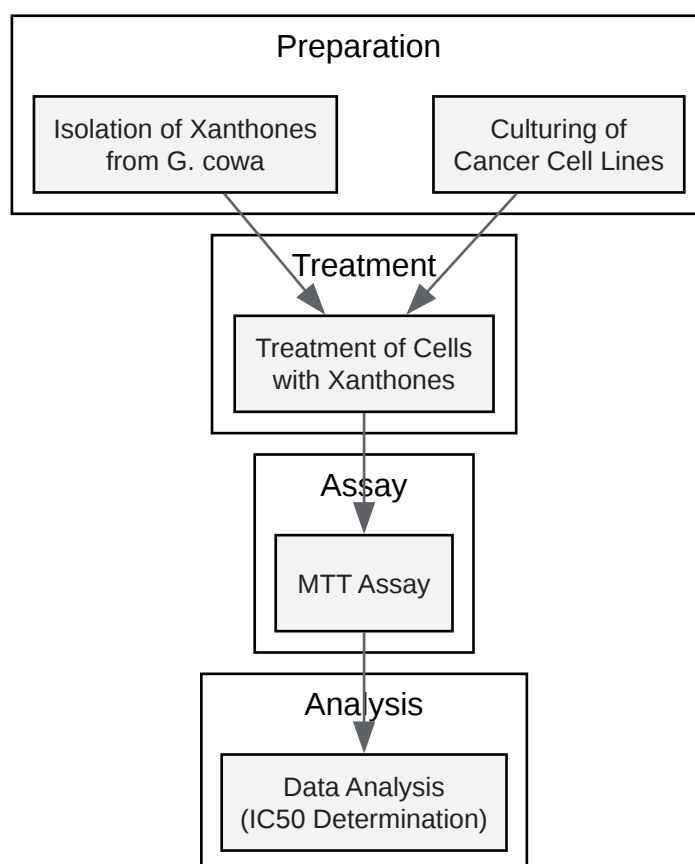 Preparation
Isolation of Xanthones
from G. cowa
Culturing of
Cancer Cell Lines
Treatment
Treatment of Cells
with Xanthones
Assay
MTT Assay
Analysis
Data Analysis
(IC50 Determination)